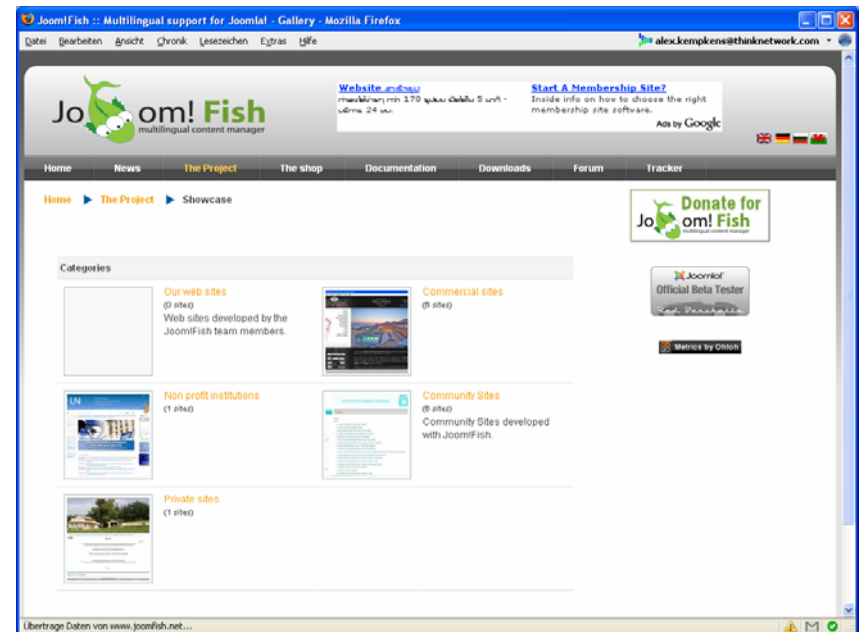 Joom!Fish :: Multilingual support for Joomla! - Gallery - Mozilla Firefox
Datei Bearbeiten Ansicht Chronik Lesezeichen Extras Hilfe
alex.kempkens@thinknetwork.com
Joom! Fish
multilingual content manager
Website
170 5 24
Start A Membership Site?
Inside info on how to choose the right
membership site software.
Ads by Google
Home News The Project The shop Documentation Downloads Forum Tracker
Home The Project Showcase
Donate for
Joom! Fish
multilingual content manager
Categories
Our web sites
(0 sites)
Web sites developed by the
Joom!Fish team members.
Commercial sites
Joomla!
Official Beta Tester
Metrics by Ohloh
Non profit institutions
(1 sites)
UN
Community Sites
Community Sites developed
with Joom!Fish.
Private sites
(1 sites)
Übertrage Daten von www.joomfish.net...